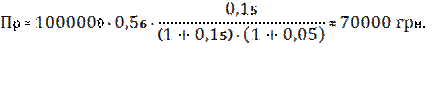 Пр = 1000000 · 0,56 · 0,15 / (1 + 0,15) · (1 + 0,05) = 70000 грн.